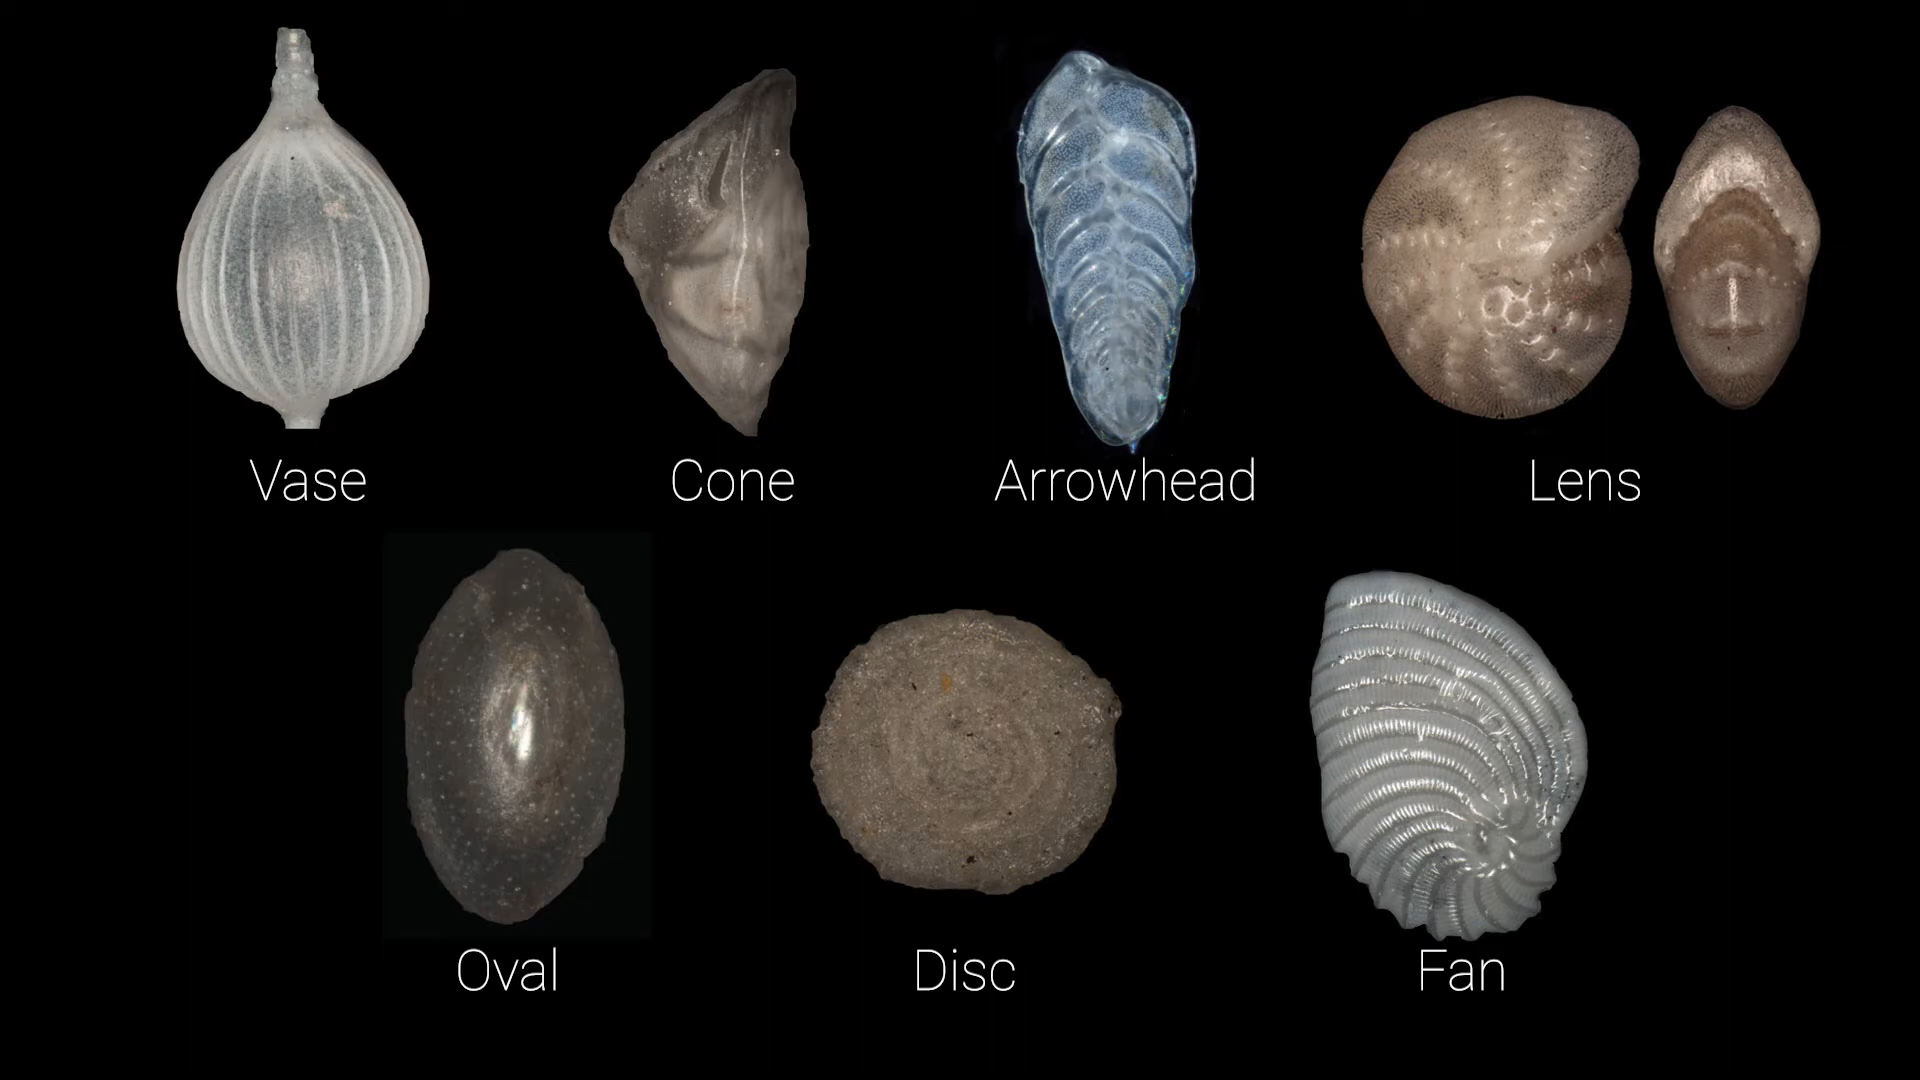 Vase
Cone
Arrowhead
Lens
Oval
Disc
Fan